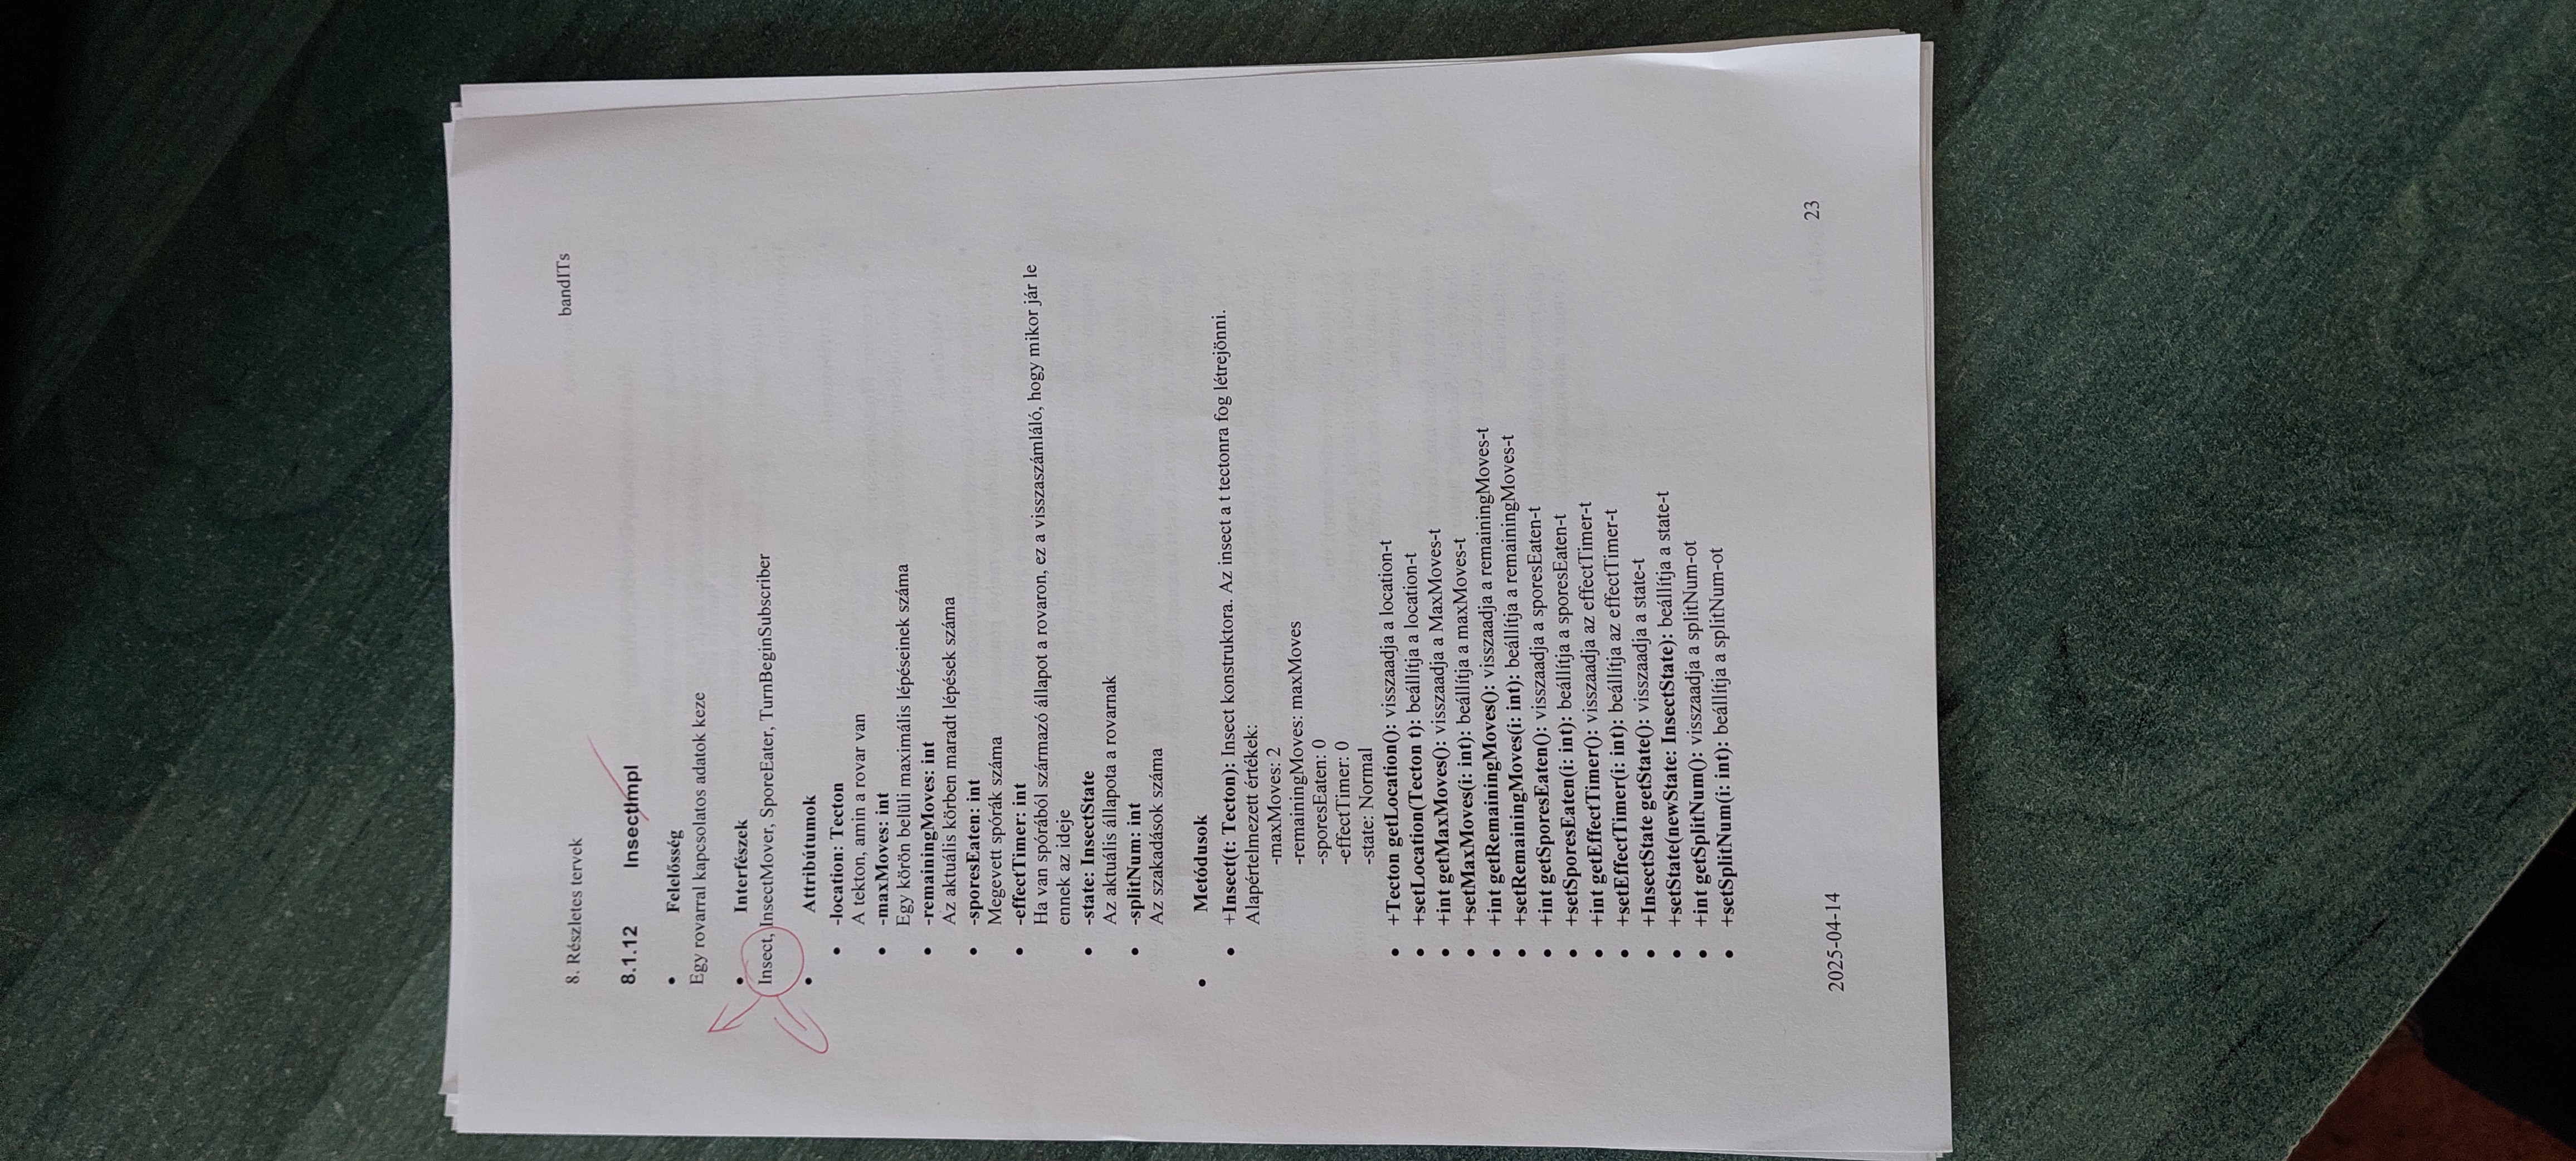 8. Részletes tervek bandITs
8.1.12 InsectImpl
• Felelősség
Egy rovarral kapcsolatos adatok keze
• Interfészek
Insect, InsectMover, SporeEater, TurnBeginSubscriber
• Attribútumok
• -location: Tecton
A tekton, amin a rovar van
• -maxMoves: int
Egy körön belüli maximális lépéseinek száma
• -remainingMoves: int
Az aktuális körben maradt lépések száma
• -sporesEaten: int
Megevett spórák száma
• -effectTimer: int
Ha van spórából származó állapot a rovaron, ez a visszaszámláló, hogy mikor jár le
ennek az ideje
• -state: InsectState
Az aktuális állapota a rovarnak
• -splitNum: int
Az szakadások száma
• Metódusok
• +Insect(t: Tecton): Insect konstruktora. Az insect a t tectonra fog létrejönni.
Alapértelmezett értékek:
-maxMoves: 2
-remainingMoves: maxMoves
-sporesEaten: 0
-effectTimer: 0
-state: Normal
• +Tecton getLocation(): visszaadja a location-t
• +setLocation(Tecton t): beállítja a location-t
• +int getMaxMoves(): visszaadja a MaxMoves-t
• +setMaxMoves(i: int): beállítja a maxMoves-t
• +int getRemainingMoves(): visszaadja a remainingMoves-t
• +setRemainingMoves(i: int): beállítja a remainingMoves-t
• +int getSporesEaten(): visszaadja a sporesEaten-t
• +setSporesEaten(i: int): beállítja a sporesEaten-t
• +int getEffectTimer(): visszaadja az effectTimer-t
• +setEffectTimer(i: int): beállítja az effectTimer-t
• +InsectState getState(): visszaadja a state-t
• +setState(newState: InsectState): beállítja a state-t
• +int getSplitNum(): visszaadja a splitNum-ot
• +setSplitNum(i: int): beállítja a splitNum-ot
2025-04-14 23